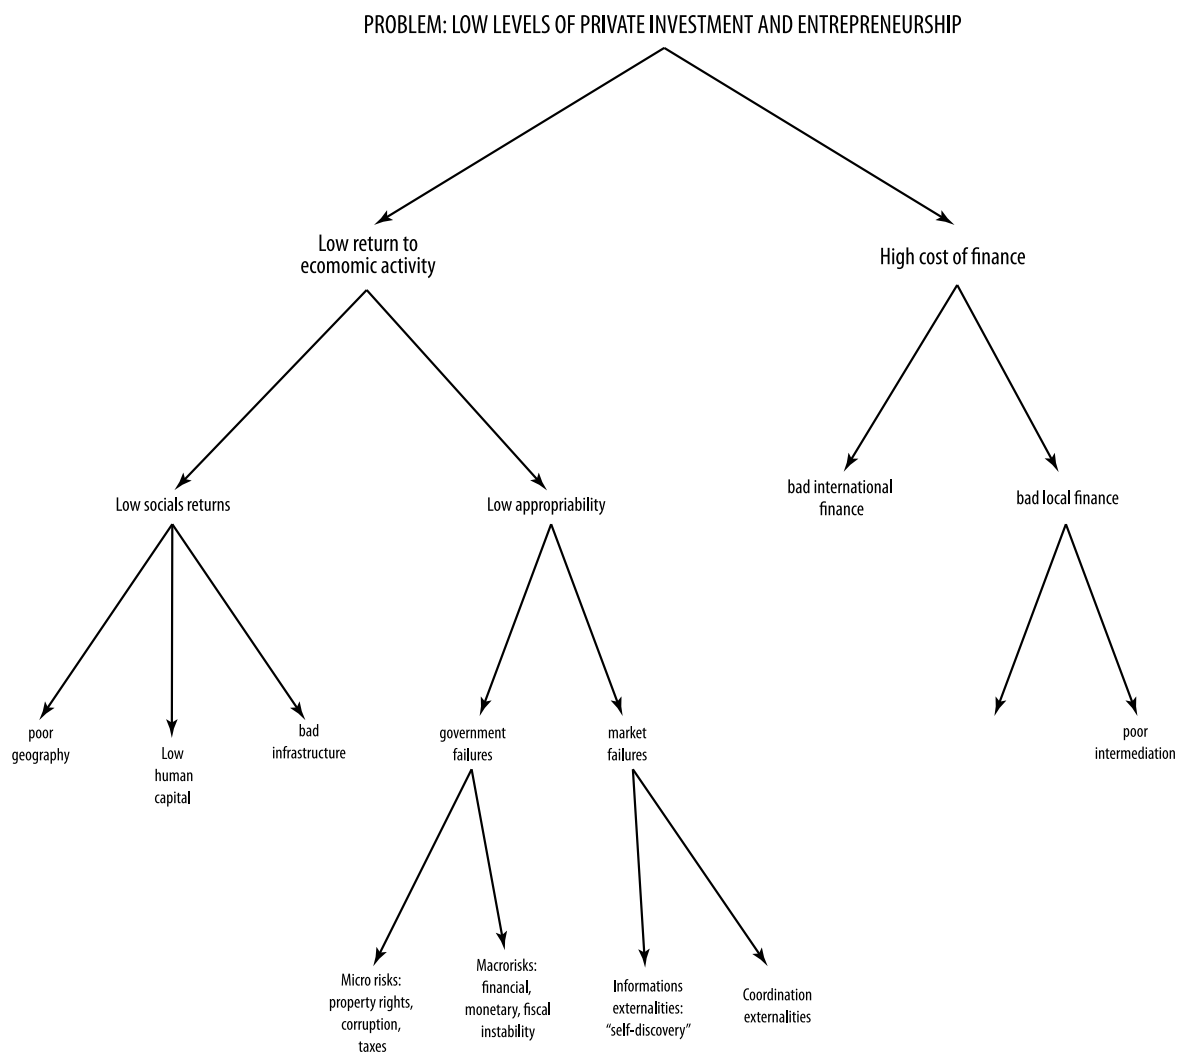 PROBLEM: LOW LEVELS OF PRIVATE INVESTMENT AND ENTREPRENEURSHIP
Low return to
ecomomic activity
High cost of finance
Low socials returns
Low appropriability
bad international
finance
bad local finance
poor
geography
Low
human
capital
bad
infrastructure
government
failures
market
failures
poor
intermediation
Micro risks:
property rights,
corruption,
taxes
Macrorisks:
financial,
monetary, fiscal
instability
Informations
externalities:
“self-discovery”
Coordination
externalities